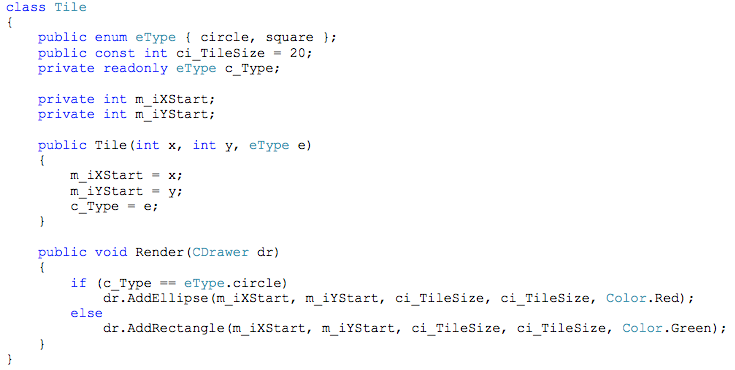 class Tile
{
    public enum eType { circle, square };
    public const int ci_TileSize = 20;
    private readonly eType c_Type;

    private int m_iXStart;
    private int m_iYStart;

    public Tile(int x, int y, eType e)
    {
        m_iXStart = x;
        m_iYStart = y;
        c_Type = e;
    }

    public void Render(CDrawer dr)
    {
        if (c_Type == eType.circle)
            dr.AddEllipse(m_iXStart, m_iYStart, ci_TileSize, ci_TileSize, Color.Red);
        else
            dr.AddRectangle(m_iXStart, m_iYStart, ci_TileSize, ci_TileSize, Color.Green);
    }
}